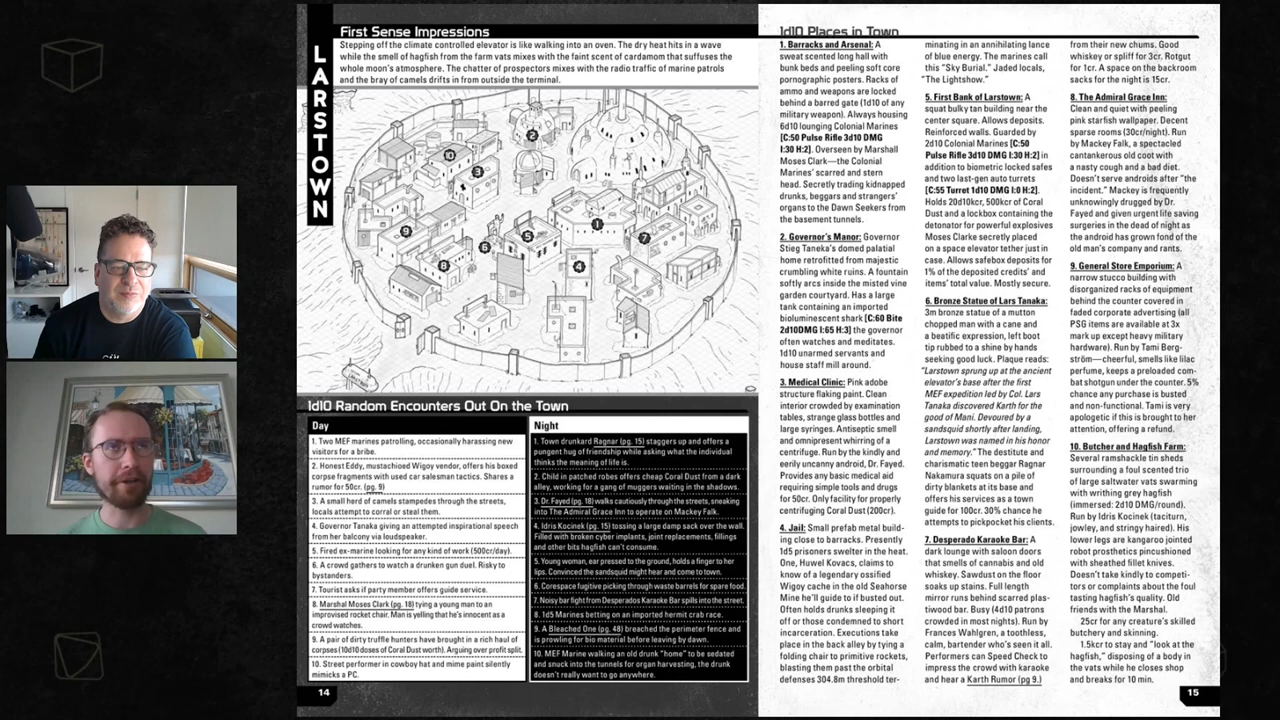 LARSTOWN
First Sense Impressions
Stepping off the climate controlled elevator is like walking into an oven. The dry heat hits in a wave
while the smell of hagfish from the farm vats mixes with the faint scent of cardamom that suffuses the
whole moon's atmosphere. The chatter of prospectors mixes with the radio traffic of marine patrols
and the bray of camels drifts in from outside the terminal.
2
10
3
9
1
5
6
7
8
4
1d10 Random Encounters Out On the Town
Day
1. Two MEF marines patrolling, occasionally harassing new
visitors for a bribe.
2. Honest Eddy, mustachioed Wigoy vendor, offers his boxed
corpse fragments with used car salesman tactics. Shares a
rumor for 50cr. (pg. 9)
3. A small herd of camels stampedes through the streets,
locals attempt to corral or steal them.
4. Governor Tanaka giving an attempted inspirational speech
from her balcony via loudspeaker.
5. Fired ex-marine looking for any kind of work (500cr/day).
6. A crowd gathers to watch a drunken gun duel. Risky to
bystanders.
7. Tourist asks if party member offers guide service.
8. Marshal Moses Clark (pg. 18) tying a young man to an
improvised rocket chair. Man is yelling that he's innocent as a
crowd watches.
9. A pair of dirty truffle hunters have brought in a rich haul of
corpses (10d10 doses of Coral Dust worth). Arguing over profit split.
10. Street performer in cowboy hat and mime paint silently
mimics a PC.
Night
1. Town drunkard Ragnar (pg. 15) staggers up and offers a
pungent hug of friendship while asking what the individual
thinks the meaning of life is.
2. Child in patched robes offers cheap Coral Dust from a dark
alley, working for a gang of muggers waiting in the shadows.
3. Dr. Fayed (pg. 18) walks cautiously through the streets, sneaking
into The Admiral Grace Inn to operate on Mackey Falk.
4. Idris Kocinek (pg. 15) tossing a large damp sack over the wall.
Filled with broken cyber implants, joint replacements, fillings
and other bits hagfish can't consume.
5. Young woman, ear pressed to the ground, holds a finger to her
lips. Convinced the sandsquid might hear and come to town.
6. Corespace fugitive picking through waste barrels for spare food.
7. Noisy bar fight from Desperados Karaoke Bar spills into the street.
8. 1d5 Marines betting on an imported hermit crab race.
9. A Bleached One (pg. 48) breached the perimeter fence and
is prowling for bio material before leaving by dawn.
10. MEF Marine walking an old drunk "home" to be sedated
and snuck into the tunnels for organ harvesting, the drunk
doesn't really want to go anywhere.
14
1d10 Places in Town
1. Barracks and Arsenal: A
sweat scented long hall with
bunk beds and peeling soft core
pornographic posters. Racks of
ammo and weapons are locked
behind a barred gate (1d10 of any
military weapon). Always housing
6d10 lounging Colonial Marines
[C:50 Pulse Rifle 3d10 DMG
I:30 H:2]. Overseen by Marshall
Moses Clark—the Colonial
Marines' scarred and stern
head. Secretly trading kidnapped
drunks, beggars and strangers'
organs to the Dawn Seekers from
the basement tunnels.
2. Governor's Manor: Governor
Stieg Tanaka's domed palatial
home retrofitted from majestic
crumbling white ruins. A fountain
softly arcs inside the misted vine
garden courtyard. Has a large
tank containing an imported
bioluminescent shark [C:60 Bite
2d10DMG I:65 H:3] the governor
often watches and meditates.
1d10 unarmed servants and
house staff mill around.
3. Medical Clinic: Pink adobe
structure flaking paint. Clean
interior crowded by examination
tables, strange glass bottles and
large syringes. Antiseptic smell
and omnipresent whirring of a
centrifuge. Run by the kindly and
eerily uncanny android, Dr. Fayed.
Provides any basic medical aid
requiring simple tools and drugs
for 50cr. Only facility for properly
centrifuging Coral Dust (200cr).
4. Jail: Small prefab metal build-
ing close to barracks. Presently
1d5 prisoners swelter in the heat.
One, Huwel Kovacs, claims to
know of a legendary ossified
Wigoy cache in the old Seahorse
Mine he'll guide to if busted out.
Often holds drunks sleeping it
off or those condemned to short
incarceration. Executions take
place in the back alley by tying a
folding chair to primitive rockets,
blasting them past the orbital
defenses 304.8m threshold ter-
minating in an annihilating lance
of blue energy. The marines call
this "Sky Burial." Jaded locals,
"The Lightshow."
5. First Bank of Larstown: A
squat bulky tan building near the
center square. Allows deposits.
Reinforced walls. Guarded by
2d10 Colonial Marines [C:50
Pulse Rifle 3d10 DMG I:30 H:2] in
addition to biometric locked safes
and two last-gen auto turrets
[C:55 Turret 1d10 DMG I:0 H:2].
Holds 20d10kcr, 500kcr of Coral
Dust and a lockbox containing the
detonator for powerful explosives
Moses Clarke secretly placed
on a space elevator tether just in
case. Allows safebox deposits for
1% of the deposited credits' and
items' total value. Mostly secure.
6. Bronze Statue of Lars Tanaka:
3m bronze statue of a mutton
chopped man with a cane and
a beatific expression, left boot
tip rubbed to a shine by hands
seeking good luck. Plaque reads:
"Larstown sprung up at the ancient
elevator's base after the first
MEF expedition led by Col. Lars
Tanaka discovered Karth for the
good of Mani. Devoured by a
sandsquid shortly after landing,
Larstown was named in his honor
and memory." The destitute and
charismatic teen beggar Ragnar
Nakamura squats on a pile of
dirty blankets at its base and
offers his services as a town
guide for 100cr. 30% chance he
attempts to pickpocket his clients.
7. Desperado Karaoke Bar: A
dark lounge with saloon doors
that smells of cannabis and old
whiskey. Sawdust on the floor
soaks up stains. Full length
mirror runs behind scarred plas-
tiwood bar. Busy (4d10 patrons
crowded in most nights). Run by
Frances Wahlgren, a toothless,
calm, bartender who's seen it all.
Performers can Speed Check to
impress the crowd with karaoke
and hear a Karth Rumor (pg 9.)
from their new chums. Good
whiskey or spliff for 3cr. Rotgut
for 1cr. A space on the backroom
sacks for the night is 15cr.
8. The Admiral Grace Inn:
Clean and quiet with peeling
pink starfish wallpaper. Decent
sparse rooms (30cr/night). Run
by Mackey Falk, a spectacled
cantankerous old coot with
a nasty cough and a bad diet.
Doesn't serve androids after "the
incident." Mackey is frequently
unknowingly drugged by Dr.
Fayed and given urgent life saving
surgeries in the dead of night as
the android has grown fond of the
old man's company and rants.
9. General Store Emporium: A
narrow stucco building with
disorganized racks of equipment
behind the counter covered in
faded corporate advertising (all
PSG items are available at 3x
mark up except heavy military
hardware). Run by Tami Berg-
ström—cheerful, smells like lilac
perfume, keeps a preloaded com-
bat shotgun under the counter. 5%
chance any purchase is busted
and non-functional. Tami is very
apologetic if this is brought to her
attention, offering a refund.
10. Butcher and Hagfish Farm:
Several ramshackle tin sheds
surrounding a foul scented trio
of large saltwater vats swarming
with writhing grey hagfish
(immersed: 2d10 DMG/round).
Run by Idris Kocinek (taciturn,
jowley, and stringy haired). His
lower legs are kangaroo jointed
robot prosthetics pincushioned
with sheathed fillet knives.
Doesn't take kindly to competi-
tors or complaints about the foul
tasting hagfish's quality. Old
friends with the Marshal.
25cr for any creature's skilled
butchery and skinning.
1.5kcr to stay and "look at the
hagfish," disposing of a body in
the vats while he closes shop
and breaks for 10 min.
15